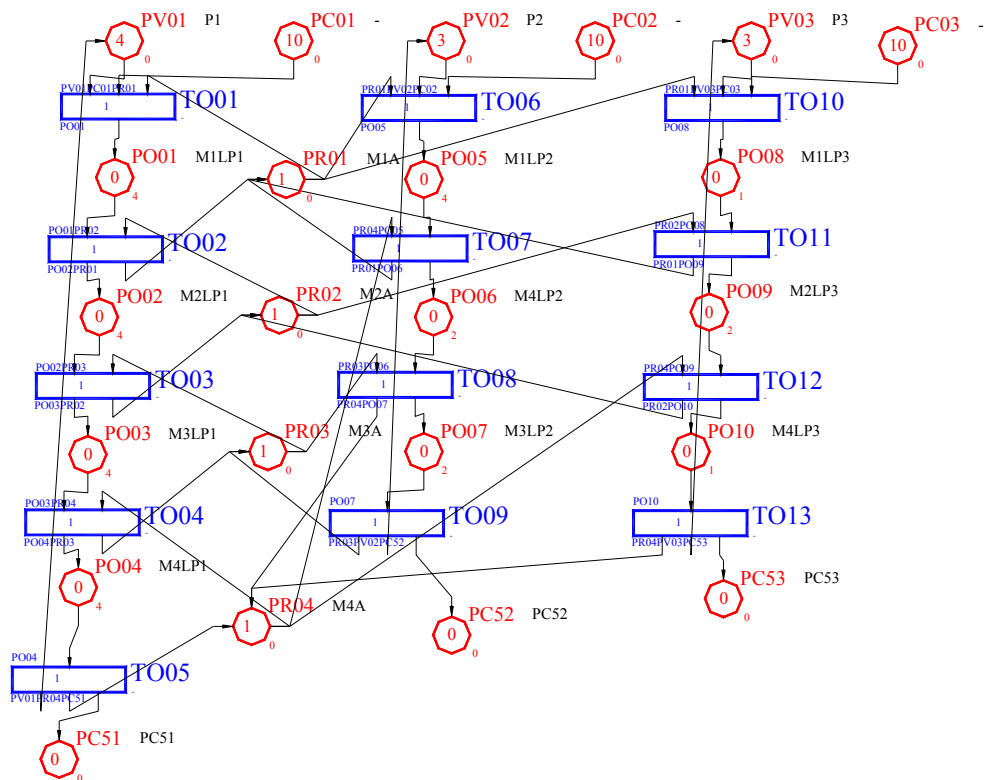 PV01 P1 PC01 - PV02 P2 PC02 - PV03 P3 PC03 -
4 10 3 10 3 10
0 0 0 0 0 0
PV01PC01PR01 PR01PV02PC02 PR01PV03PC03
1 TO01 1 TO06 1 TO10
PO01 - PO05 - PO08 -
PO01 M1LP1 PR01 M1A PO05 M1LP2 PO08 M1LP3
0 1 0 0
4 0 4 1
PO01PR02 PR04PO05 PR02PO08
1 TO02 1 TO07 1 TO11
PO02PR01 - PR01PO06 - PR01PO09 -
PO02 M2LP1 PR02 M2A PO06 M4LP2 PO09 M2LP3
0 1 0 0
4 0 2 2
PO02PR03 PR03PO06 PR04PO09
1 TO03 1 TO08 1 TO12
PO03PR02 - PR04PO07 - PR02PO10 -
PO03 M3LP1 PR03 M3A PO07 M3LP2 PO10 M4LP3
0 1 0 0
4 0 2 1
PO03PR04 PO07 PO10
1 TO04 1 TO09 1 TO13
PO04PR03 - PR03PV02PC52 - PR04PV03PC53 -
PO04 M4LP1 PR04 M4A PC52 PC52 PC53 PC53
0 1 0 0
4 0 0 0
PO04
1 TO05
PV01PR04PC51 -
PC51 PC51
0
0